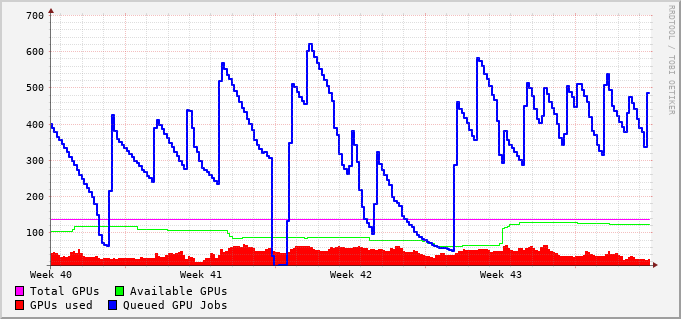 700
600
500
400
300
200
100
Week 40 Week 41 Week 42 Week 43
Total GPUs Available GPUs
GPUs used Queued GPU Jobs
RRDTOOL / TOBI OETIKER